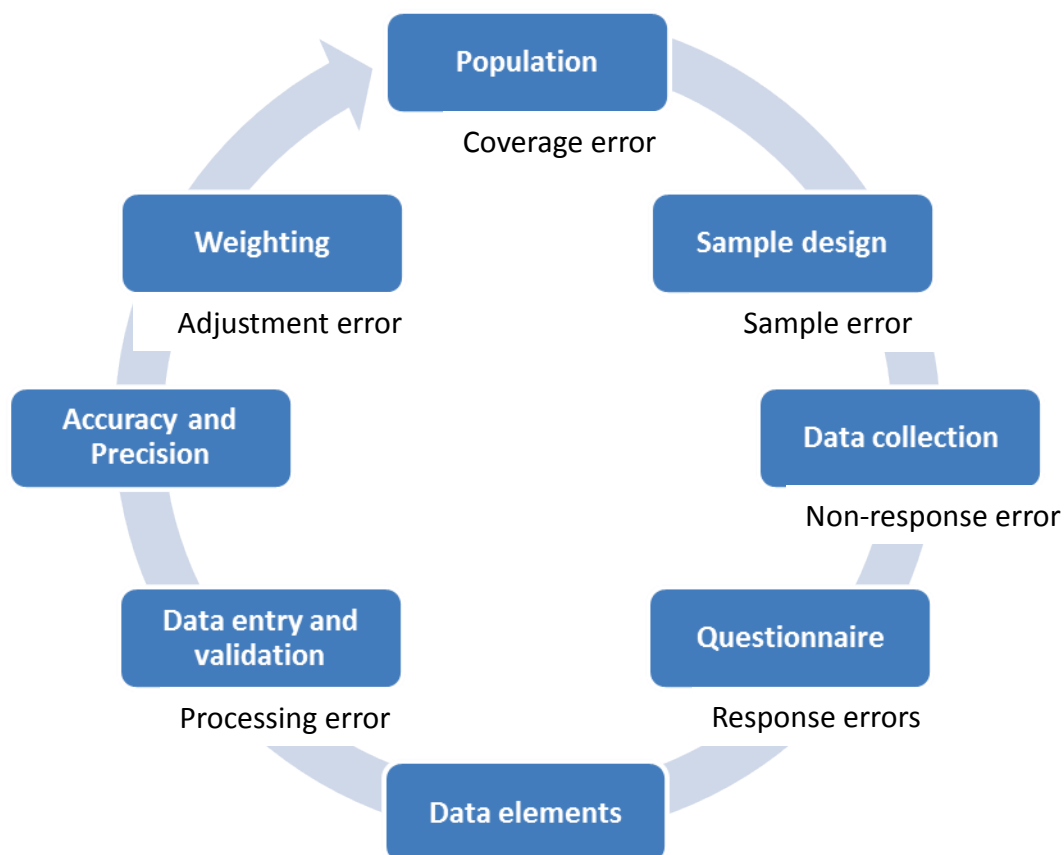 Population
Coverage error
Sample design
Sample error
Data collection
Non-response error
Questionnaire
Response errors
Data elements
Data entry and
validation
Processing error
Accuracy and
Precision
Weighting
Adjustment error